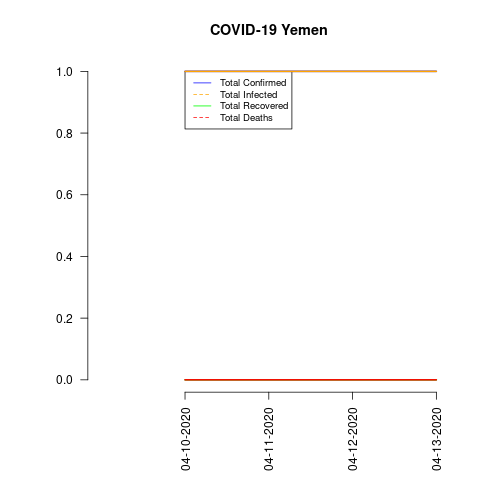 COVID-19 Yemen
1.0
0.8
0.6
0.4
0.2
0.0
Total Confirmed
Total Infected
Total Recovered
Total Deaths
04-10-2020
04-11-2020
04-12-2020
04-13-2020